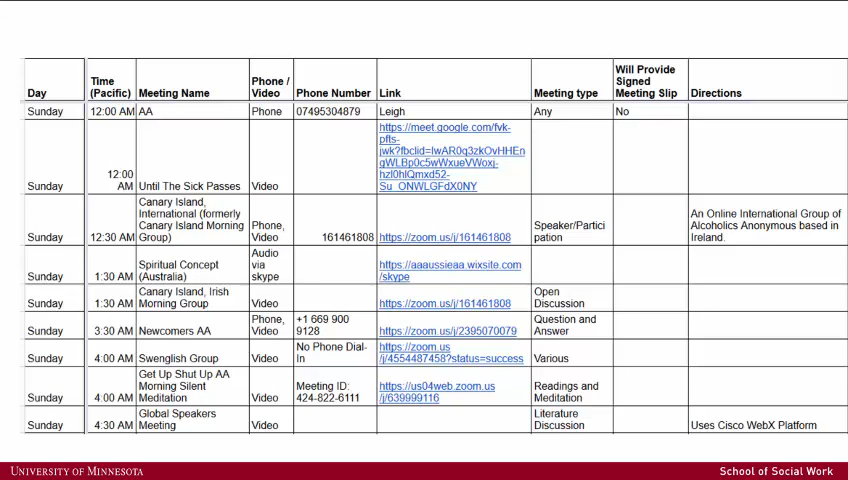 Day Time (Pacific) Meeting Name Phone / Video Phone Number Link Meeting type Will Provide Signed Meeting Slip Directions
Sunday 12:00 AM AA Phone 07495304879 Leigh Any No
Sunday 12:00 AM Until The Sick Passes Video https://meet.google.com/fvk-pfts-jwk?fbclid=IwAR0q3zkOvHHEngWLBp0c5wWxueVWoxj-hzI0hlQmxd52-Su_ONWLGFdX0NY
Sunday 12:30 AM Canary Island, International (formerly Canary Island Morning Group) Phone, Video 161461808 https://zoom.us/j/161461808 Speaker/Participation An Online International Group of Alcoholics Anonymous based in Ireland.
Sunday 1:30 AM Spiritual Concept (Australia) Audio via skype https://aaaussieaa.wixsite.com/skype
Sunday 1:30 AM Canary Island, Irish Morning Group Video https://zoom.us/j/161461808 Open Discussion
Sunday 3:30 AM Newcomers AA Phone, Video +1 669 900 9128 https://zoom.us/j/2395070079 Question and Answer
Sunday 4:00 AM Swenglish Group Video No Phone Dial-In https://zoom.us/j/4554487458?status=success Various
Sunday 4:00 AM Get Up Shut Up AA Morning Silent Meditation Video Meeting ID: 424-822-6111 https://us04web.zoom.us/j/639999116 Readings and Meditation
Sunday 4:30 AM Global Speakers Meeting Video Literature Discussion Uses Cisco WebX Platform
UNIVERSITY OF MINNESOTA
School of Social Work